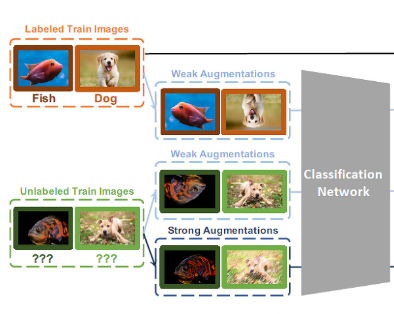 Labeled Train Images
Fish
Dog
Weak Augmentations
Weak Augmentations
Unlabeled Train Images
???
???
Strong Augmentations
Classification
Network